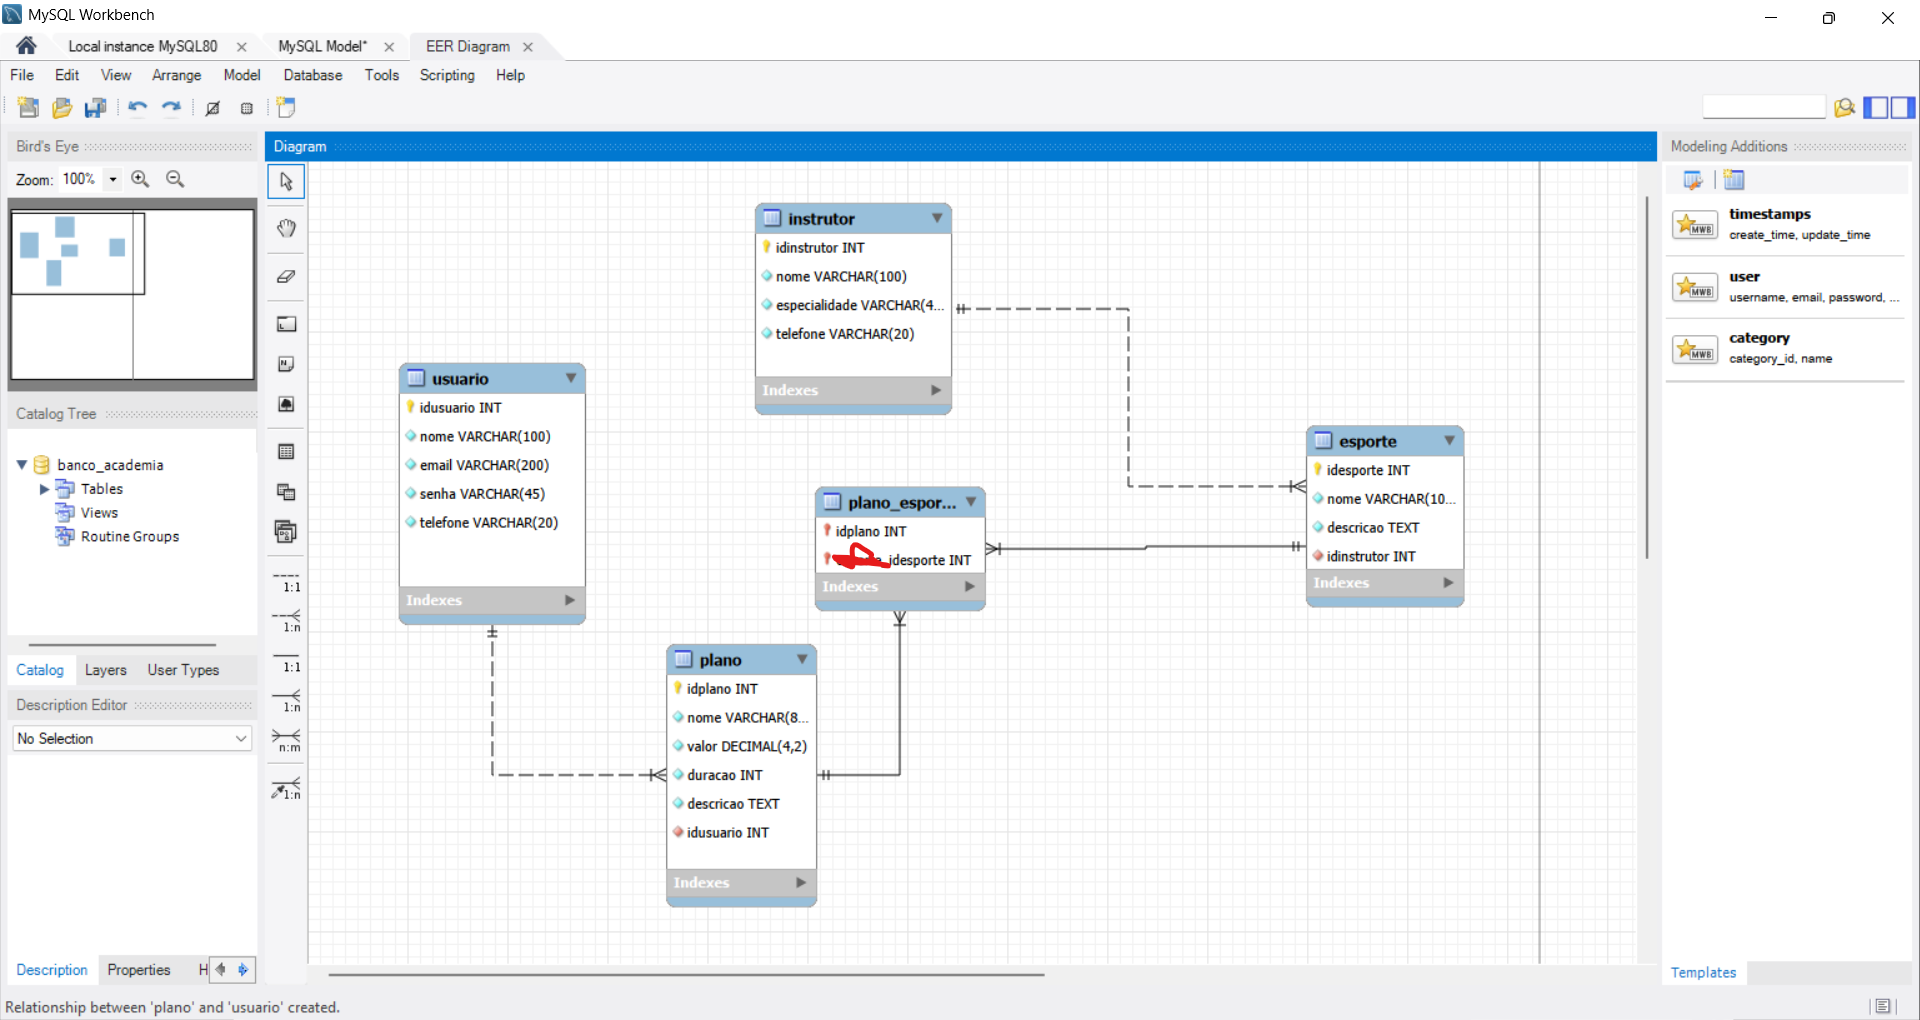 MySQL Workbench
Local instance MySQL80
MySQL Model*
EER Diagram
File Edit View Arrange Model Database Tools Scripting Help
Bird's Eye
Zoom: 100%
Catalog Tree
banco_academia
Tables
Views
Routine Groups
Catalog Layers User Types
Description Editor
No Selection
Description Properties H
Relationship between 'plano' and 'usuario' created.
Diagram
1:1
1:n
1:1
1:n
n:m
1:n
instrutor
idinstrutor INT
nome VARCHAR(100)
especialidade VARCHAR(4...
telefone VARCHAR(20)
Indexes
usuario
idusuario INT
nome VARCHAR(100)
email VARCHAR(200)
senha VARCHAR(45)
telefone VARCHAR(20)
Indexes
plano_espor...
idplano INT
_idesporte INT
Indexes
esporte
idesporte INT
nome VARCHAR(10...
descricao TEXT
idinstrutor INT
Indexes
plano
idplano INT
nome VARCHAR(8...
valor DECIMAL(4,2)
duracao INT
descricao TEXT
idusuario INT
Indexes
Modeling Additions
MWB
timestamps
create_time, update_time
MWB
user
username, email, password, ...
MWB
category
category_id, name
Templates